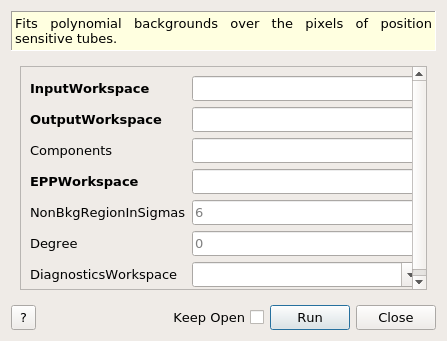 Fits polynomial backgrounds over the pixels of position
sensitive tubes.
InputWorkspace
OutputWorkspace
Components
EPPWorkspace
NonBkgRegionInSigmas 6
Degree 0
DiagnosticsWorkspace
? Keep Open Run Close